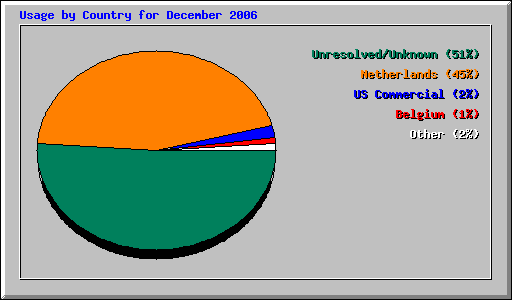 Usage by Country for December 2006
Unresolved/Unknown (51%)
Netherlands (45%)
US Commercial (2%)
Belgium (1%)
Other (2%)